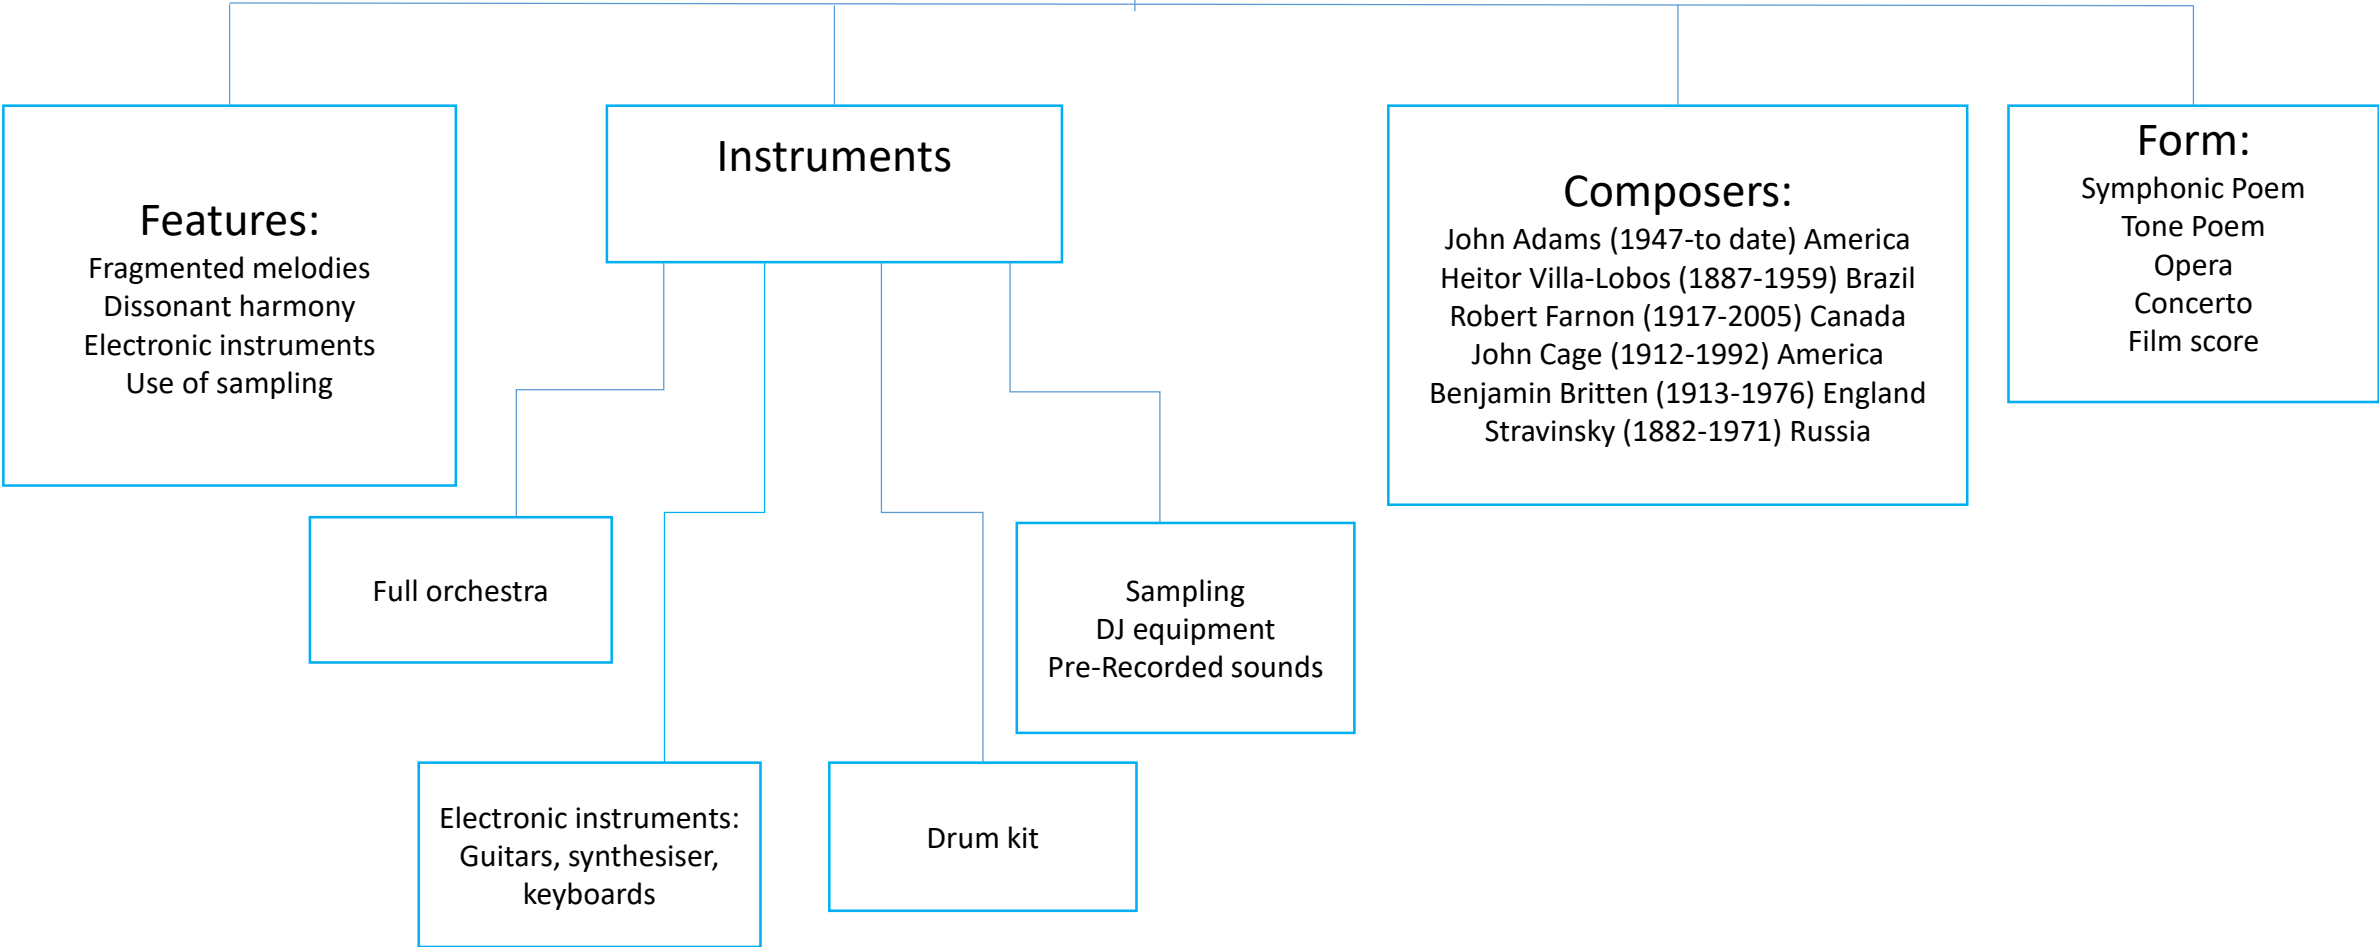 Features:
Fragmented melodies
Dissonant harmony
Electronic instruments
Use of sampling
Instruments
Full orchestra
Electronic instruments:
Guitars, synthesiser,
keyboards
Drum kit
Sampling
DJ equipment
Pre-Recorded sounds
Composers:
John Adams (1947-to date) America
Heitor Villa-Lobos (1887-1959) Brazil
Robert Farnon (1917-2005) Canada
John Cage (1912-1992) America
Benjamin Britten (1913-1976) England
Stravinsky (1882-1971) Russia
Form:
Symphonic Poem
Tone Poem
Opera
Concerto
Film score